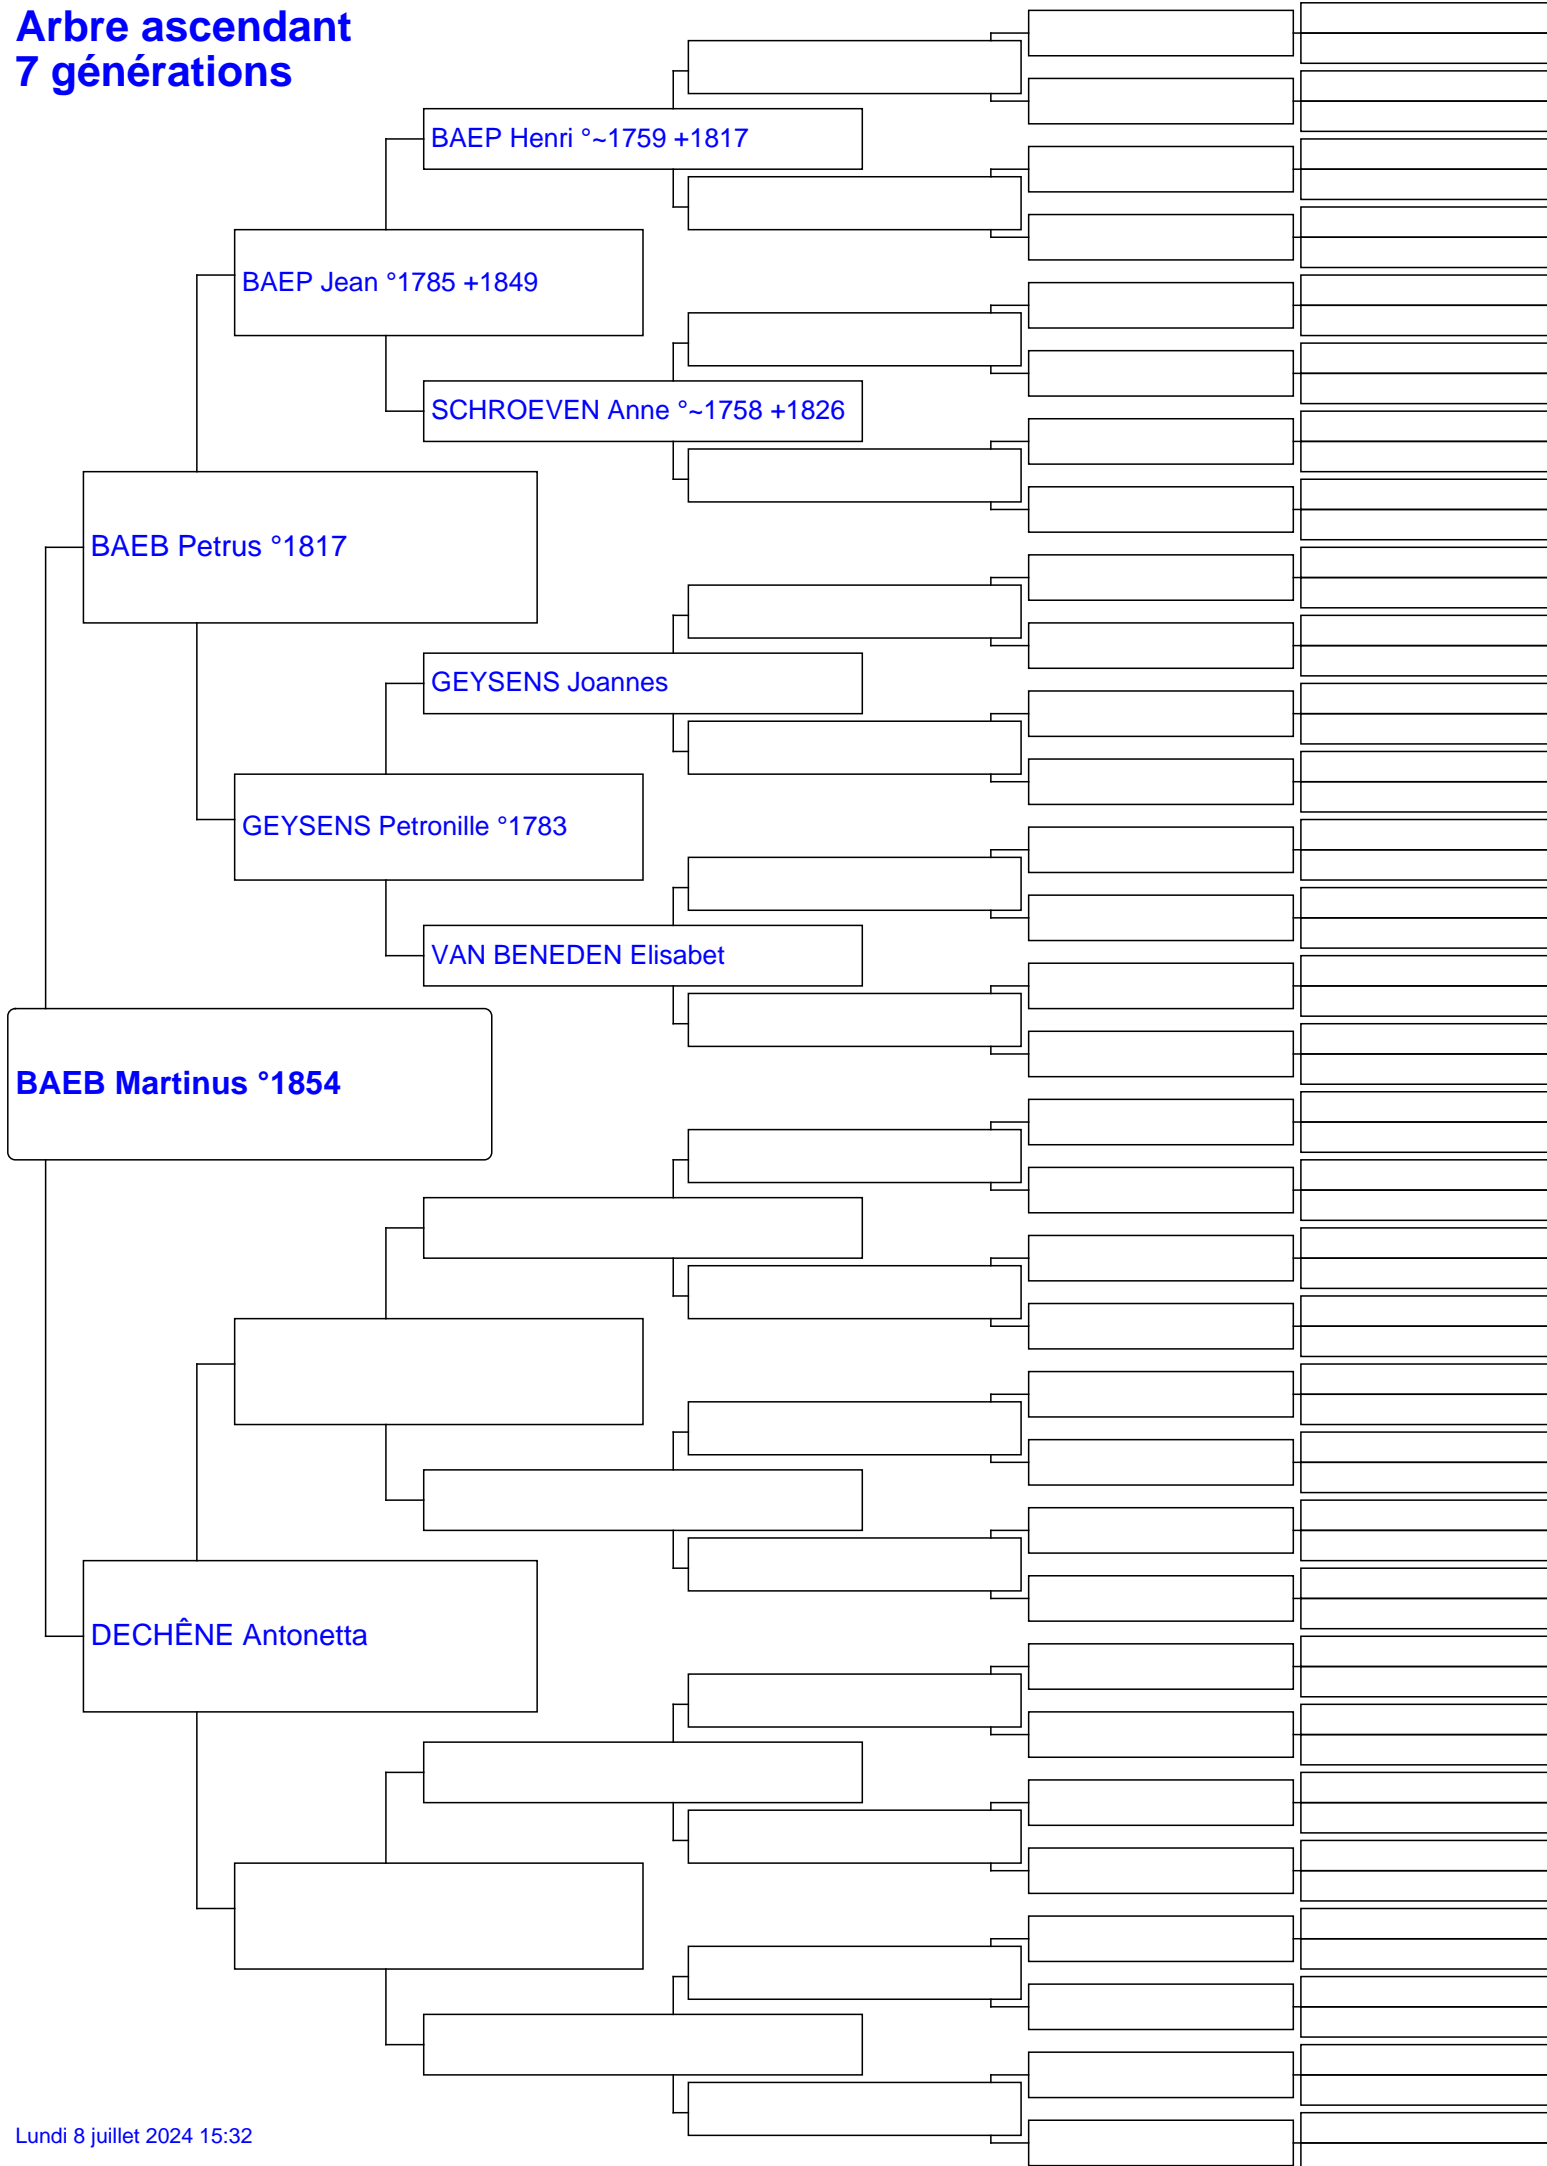 Arbre ascendant
7 générations
BAEP Henri °~1759 +1817
BAEP Jean °1785 +1849
SCHROEVEN Anne °~1758 +1826
BAEB Petrus °1817
GEYSENS Joannes
GEYSENS Petronille °1783
VAN BENEDEN Elisabet
BAEB Martinus °1854
DECHÊNE Antonetta
Lundi 8 juillet 2024 15:32